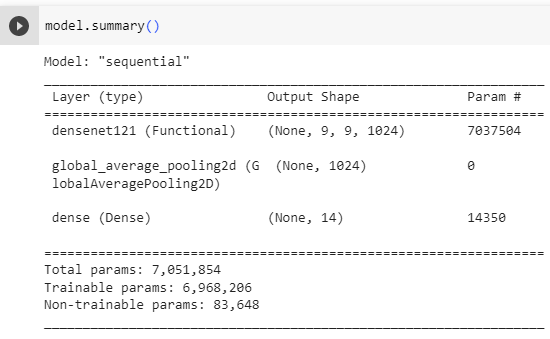 model.summary()
Model: "sequential"
Layer (type) Output Shape Param #
densenet121 (Functional) (None, 9, 9, 1024) 7037504
global_average_pooling2d (G (None, 1024) 0
lobalAveragePooling2D)
dense (Dense) (None, 14) 14350
Total params: 7,051,854
Trainable params: 6,968,206
Non-trainable params: 83,648